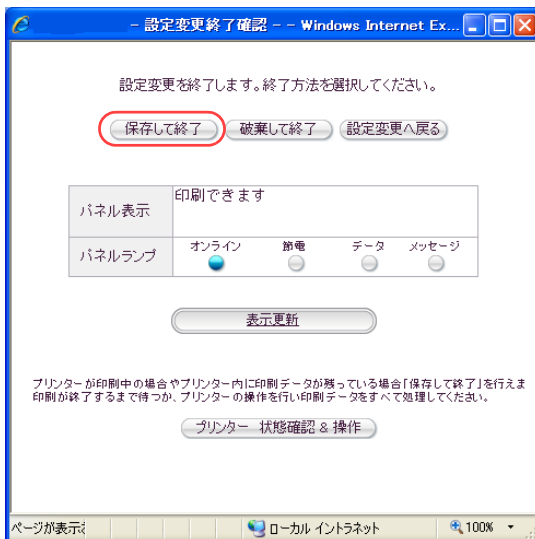 - 設定変更終了確認 - - Windows Internet Ex...
設定変更を終了します。終了方法を選択してください。
保存して終了 破棄して終了 設定変更へ戻る
パネル表示 印刷できます
パネルランプ オンライン 節電 データ メッセージ
表示更新
プリンターが印刷中の場合やプリンター内に印刷データが残っている場合「保存して終了」を行えま
印刷が終了するまで待つか、プリンターの操作を行い印刷データをすべて処理してください。
プリンター 状態確認 & 操作
ページが表示さ ローカル イントラネット 100%